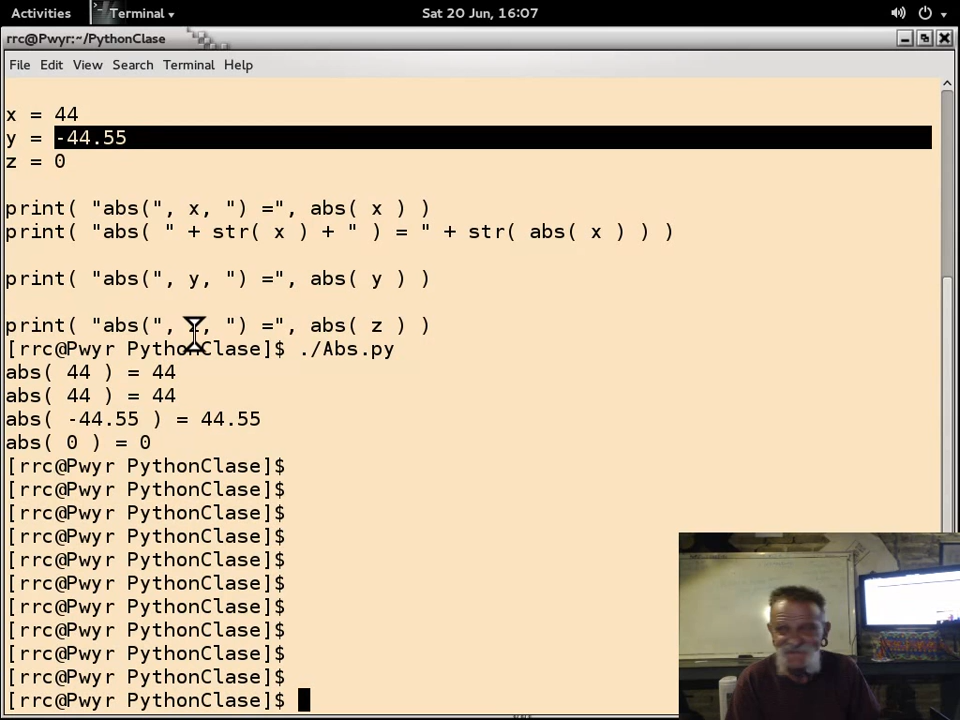 Activities Terminal Sat 20 Jun, 16:07
rrc@Pwyr:~/PythonClase
File Edit View Search Terminal Help
x = 44
y = -44.55
z = 0
print( "abs(", x, ") =", abs( x ) )
print( "abs( " + str( x ) + " ) = " + str( abs( x ) ) )
print( "abs(", y, ") =", abs( y ) )
print( "abs(", z, ") =", abs( z ) )
[rrc@Pwyr PythonClase]$ ./Abs.py
abs( 44 ) = 44
abs( 44 ) = 44
abs( -44.55 ) = 44.55
abs( 0 ) = 0
[rrc@Pwyr PythonClase]$
[rrc@Pwyr PythonClase]$
[rrc@Pwyr PythonClase]$
[rrc@Pwyr PythonClase]$
[rrc@Pwyr PythonClase]$
[rrc@Pwyr PythonClase]$
[rrc@Pwyr PythonClase]$
[rrc@Pwyr PythonClase]$
[rrc@Pwyr PythonClase]$
[rrc@Pwyr PythonClase]$
[rrc@Pwyr PythonClase]$